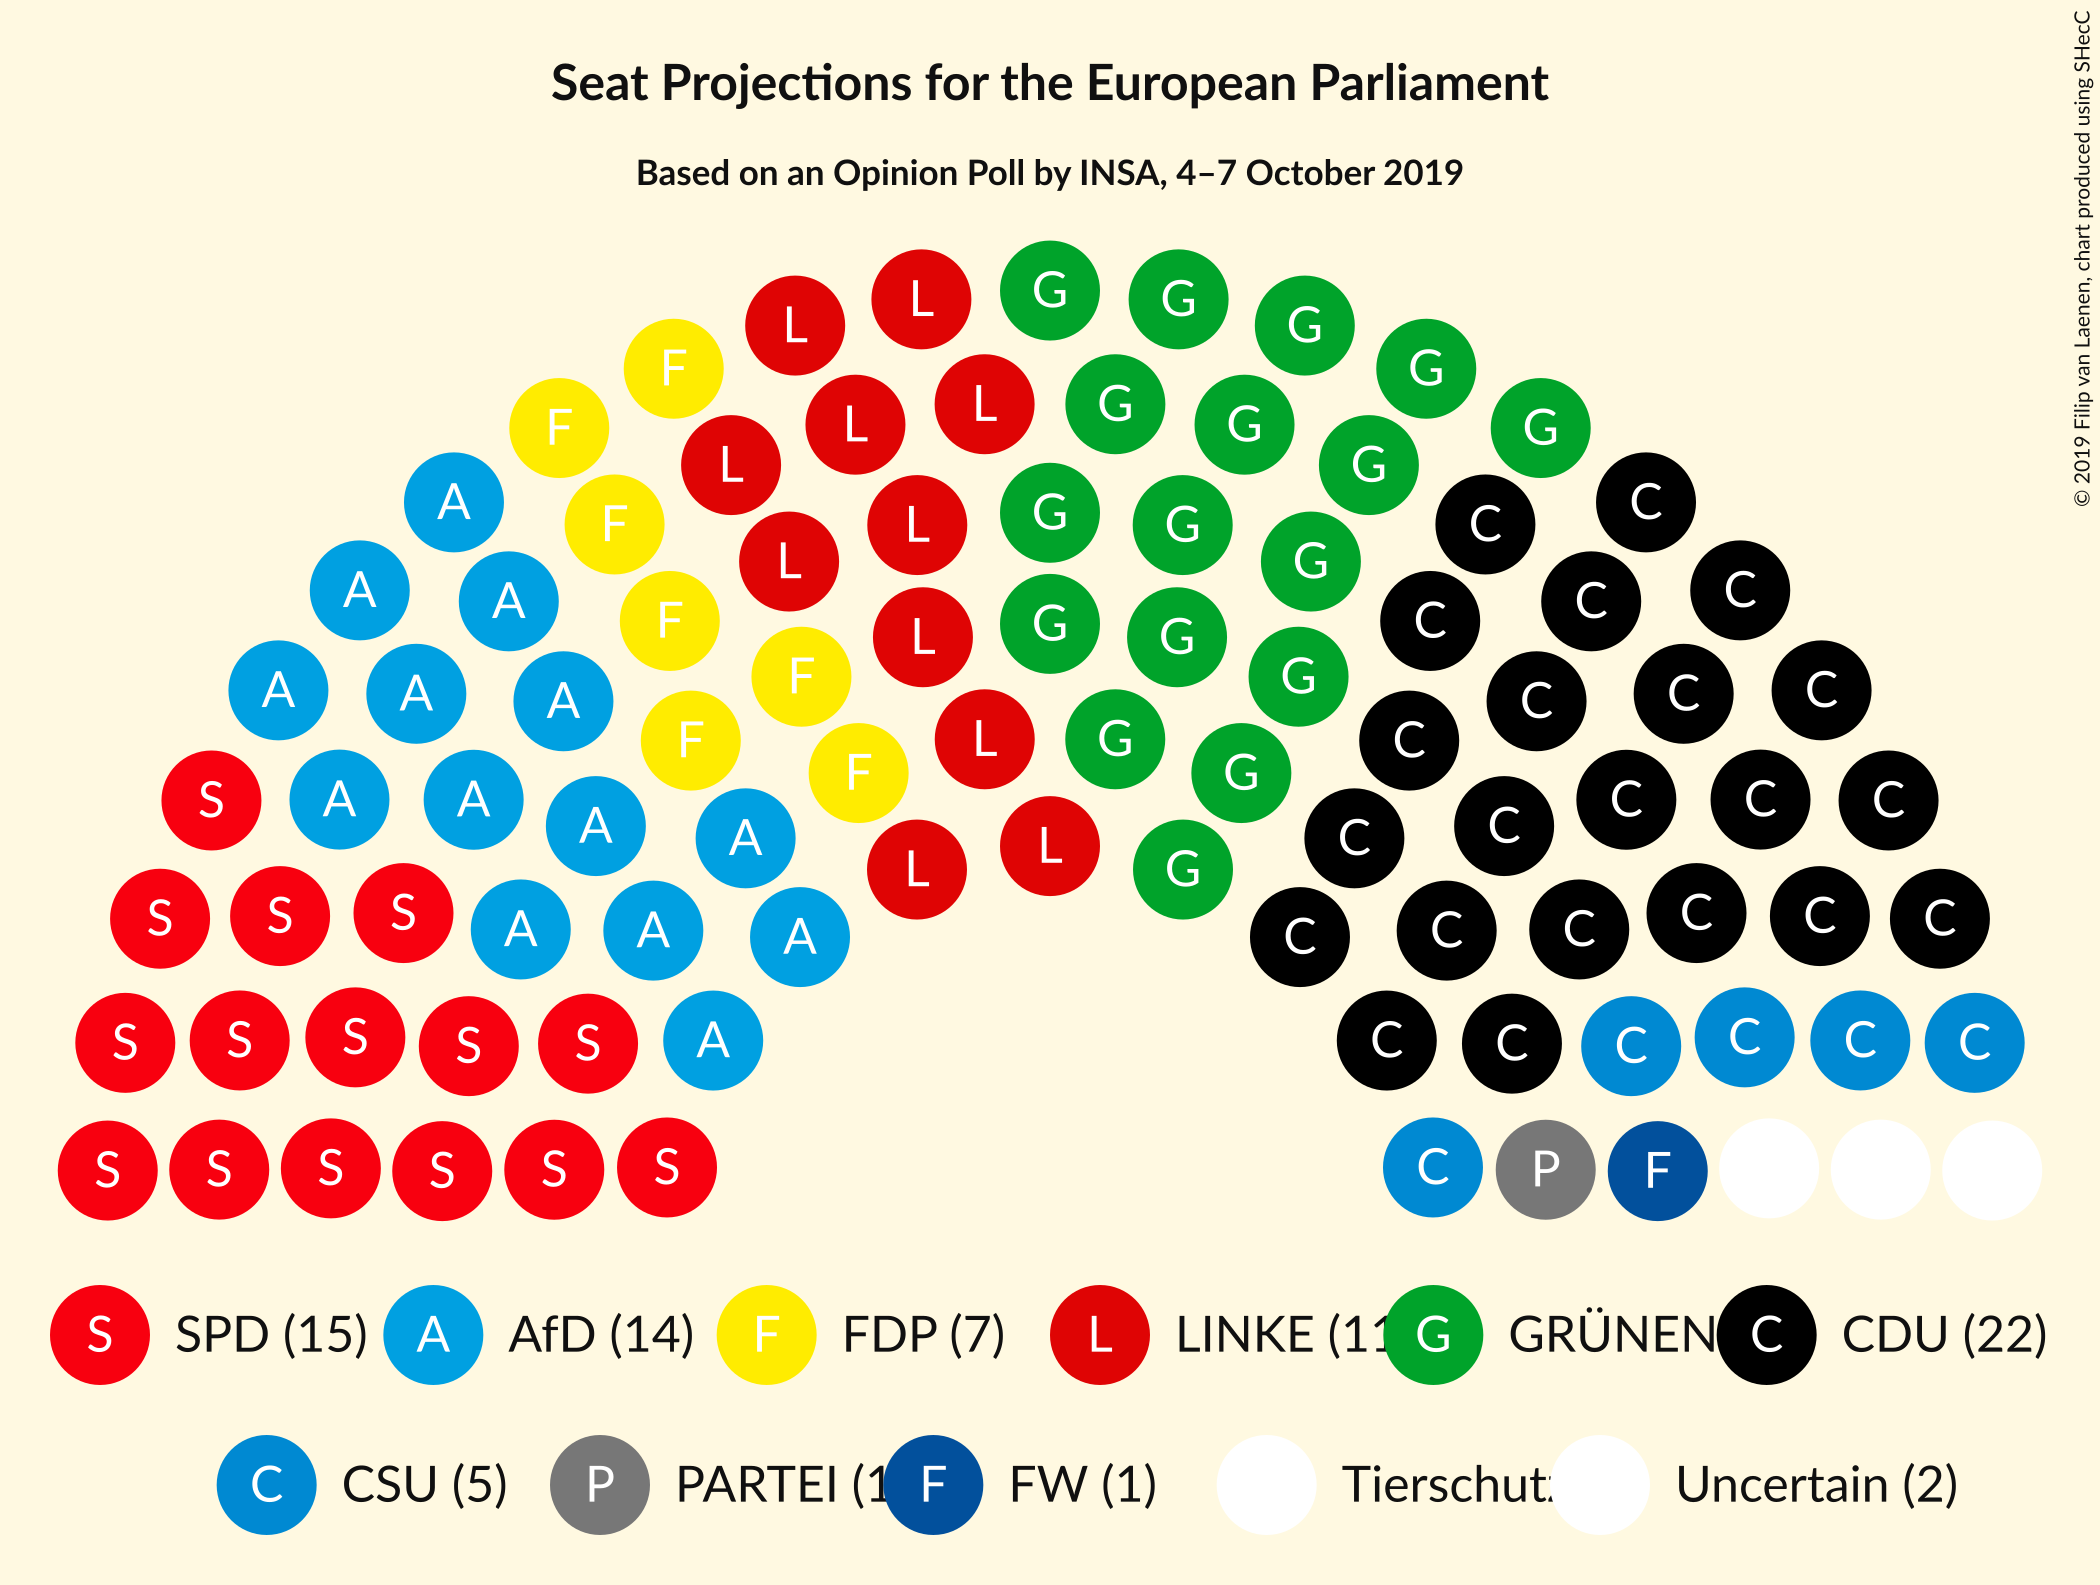 Seat Projections for the European Parliament
Based on an Opinion Poll by INSA, 4–7 October 2019
© 2019 Filip van Laenen, chart produced using SHecC
L L G G G
F L L G G G G
F L G G
A F L L G G G C C
A A F L G G G C C C
A A A F F L G G C C C C
S A A A A F L G C C C C C
S S S A A A L L G C C C C C C
S S S S S A C C C C C C
S S S S S S C P F
S SPD (15) A AfD (14) F FDP (7) L LINKE (11 G GRÜNEN C CDU (22)
C CSU (5) P PARTEI (1 F FW (1) Tierschutz Uncertain (2)